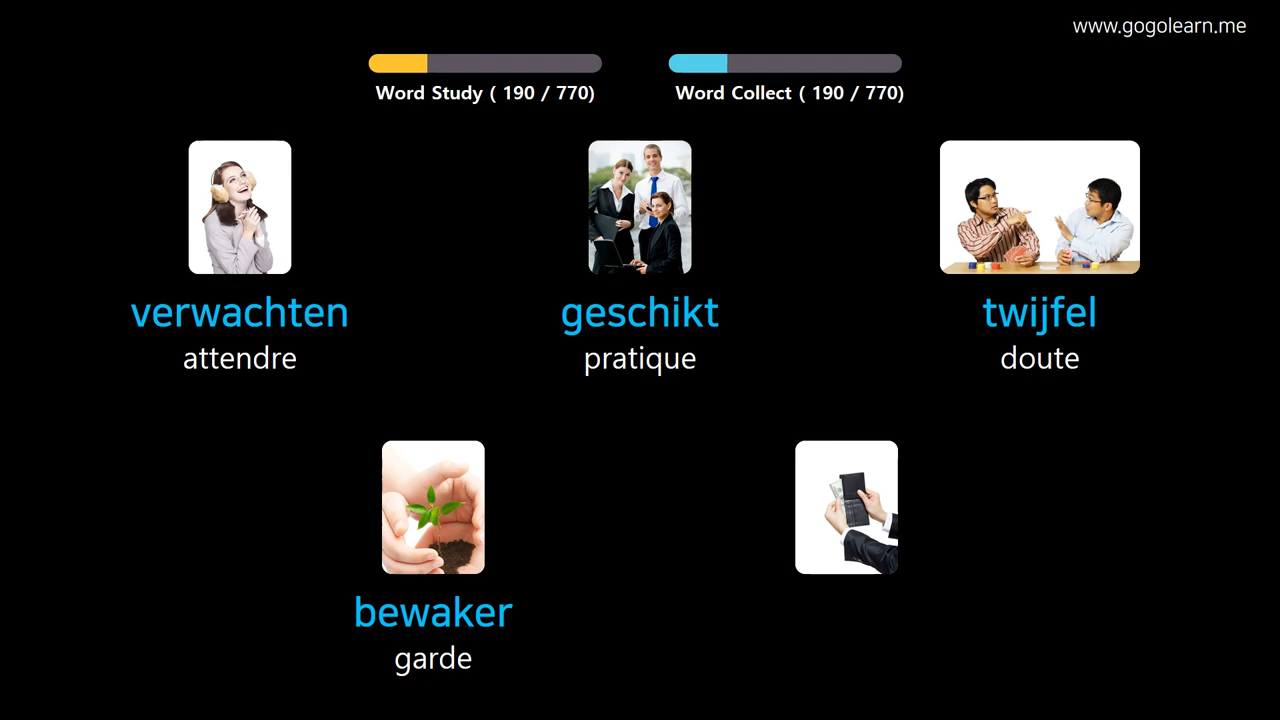 www.gogolearn.me
Word Study ( 190 / 770)
Word Collect ( 190 / 770)
verwachten
attendre
geschikt
pratique
twijfel
doute
bewaker
garde